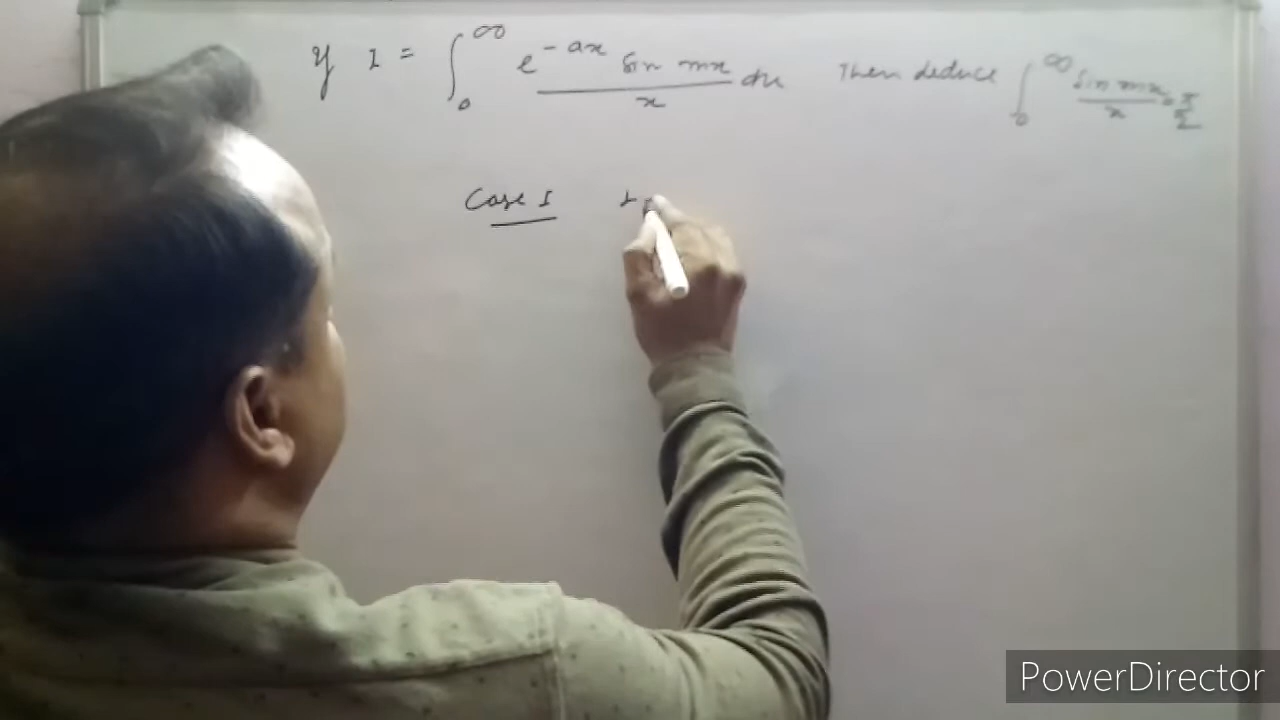 If I = ∫₀^∞ e^{-ax} sin mx / x dx Then deduce ∫₀^∞ sin mx / x = π/2
Case I
PowerDirector